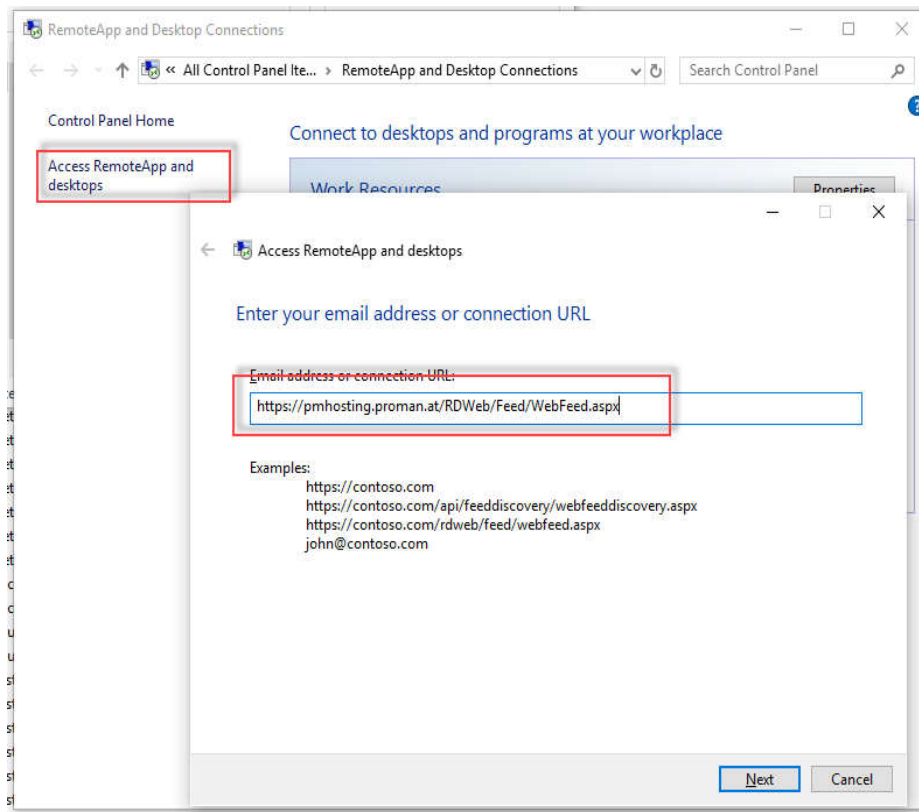 RemoteApp and Desktop Connections
« All Control Panel Ite... › RemoteApp and Desktop Connections
Search Control Panel
Control Panel Home
Connect to desktops and programs at your workplace
Access RemoteApp and
desktops
Work Resources
Properties
Access RemoteApp and desktops
Enter your email address or connection URL
Email address or connection URL:
https://pmhosting.proman.at/RDWeb/Feed/WebFeed.aspx
Examples:
https://contoso.com
https://contoso.com/api/feeddiscovery/webfeeddiscovery.aspx
https://contoso.com/rdweb/feed/webfeed.aspx
john@contoso.com
Next
Cancel